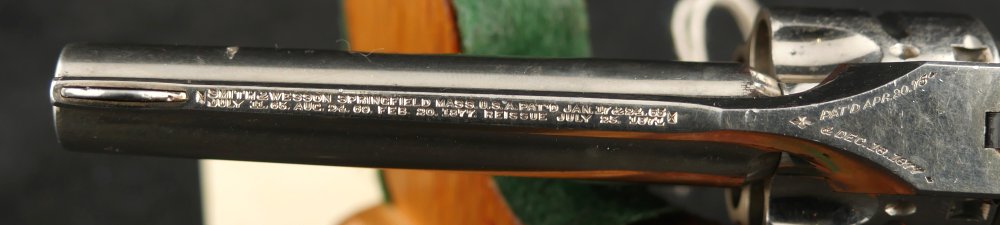 SMITH & WESSON SPRINGFIELD MASS. U.S.A. PAT'D JAN. 17 & 24. 65
JULY 11. 65. AUG. 24. 69. FEB. 20. 1877. REISSUE JULY 25. 1871
PAT'D APR. 20. 75
& DEC. 18. 1877